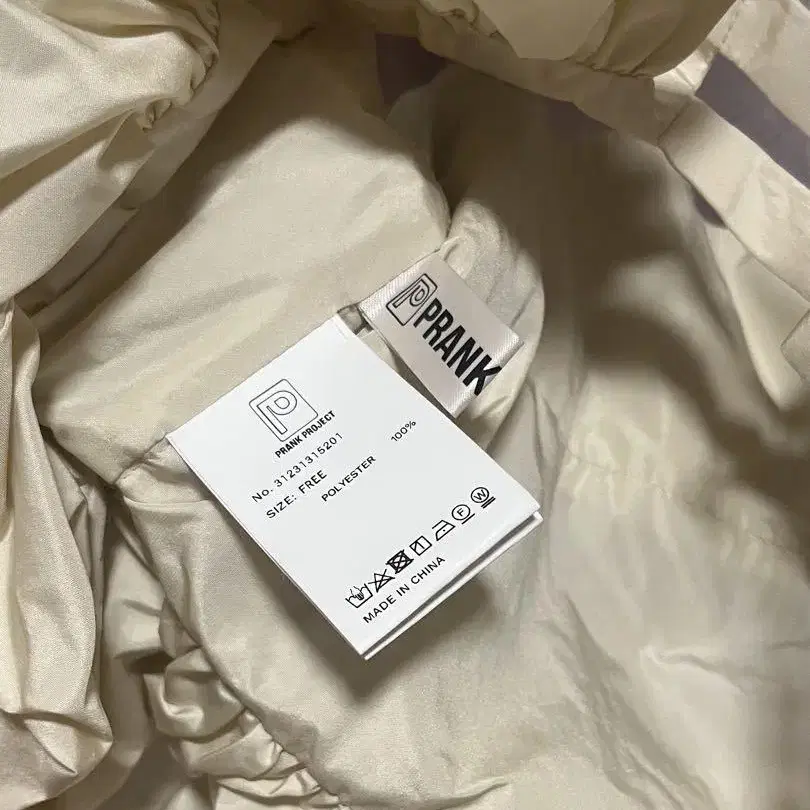 PRANK
PRANK PROJECT
No. 31231315201
SIZE: FREE
POLYESTER 100%
F W
MADE IN CHINA